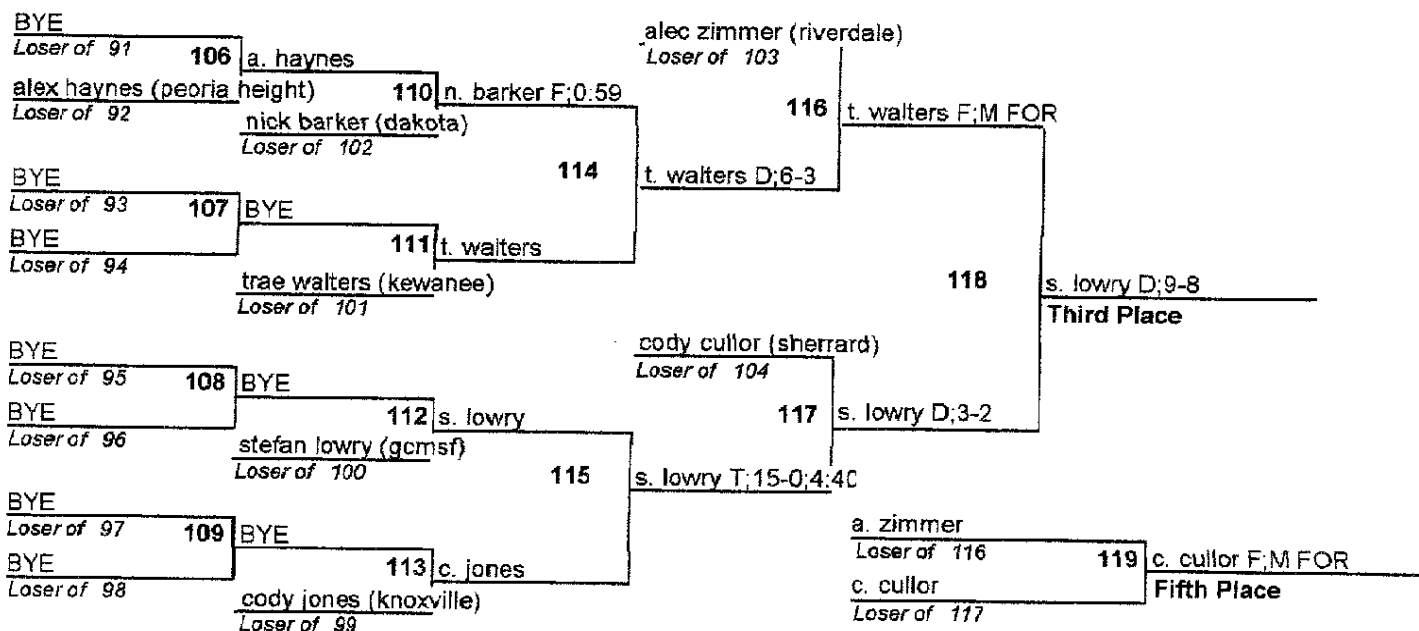 BYE
Loser of 91
106 a. haynes
alex haynes (peoria height)
Loser of 92
110 n. barker F;0:59
nick barker (dakota)
Loser of 102
alec zimmer (riverdale)
Loser of 103
116 t. walters F;M FOR
114 t. walters D;6-3
BYE
Loser of 93
107 BYE
BYE
Loser of 94
111 t. walters
trae walters (kewanee)
Loser of 101
118 s. lowry D;9-8
Third Place
BYE
Loser of 95
108 BYE
BYE
Loser of 96
112 s. lowry
stefan lowry (gcmsf)
Loser of 100
cody cullor (sherrard)
Loser of 104
117 s. lowry D;3-2
115 s. lowry T;15-0;4:40
BYE
Loser of 97
109 BYE
BYE
Loser of 98
113 c. jones
cody jones (knoxville)
Loser of 99
a. zimmer
Loser of 116
119 c. cullor F;M FOR
Fifth Place
c. cullor
Loser of 117